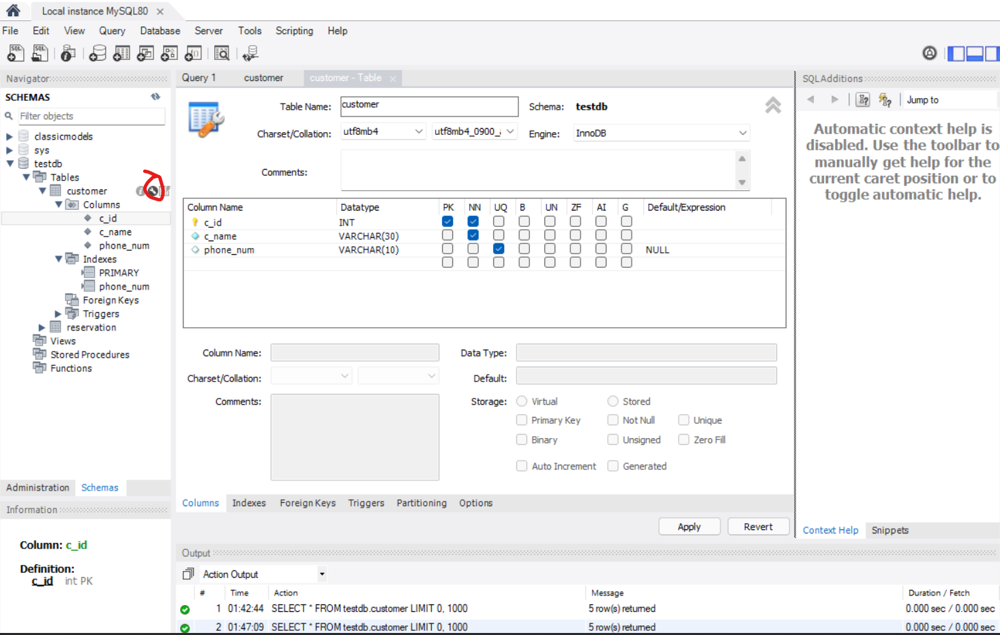 Local instance MySQL80
File Edit View Query Database Server Tools Scripting Help
Navigator
SCHEMAS
Filter objects
classicmodels
sys
testdb
Tables
customer
Columns
c_id
c_name
phone_num
Indexes
PRIMARY
phone_num
Foreign Keys
Triggers
reservation
Views
Stored Procedures
Functions
Administration Schemas
Information
Column: c_id
Definition:
c_id int PK
Query 1 customer customer - Table
Table Name: customer Schema: testdb
Charset/Collation: utf8mb4 utf8mb4_0900_ Engine: InnoDB
Comments:
Column Name Datatype PK NN UQ B UN ZF AI G Default/Expression
c_id INT
c_name VARCHAR(30)
phone_num VARCHAR(10) NULL
Column Name: Data Type:
Charset/Collation: Default:
Comments: Storage: Virtual Stored
Primary Key Not Null Unique
Binary Unsigned Zero Fill
Auto Increment Generated
Columns Indexes Foreign Keys Triggers Partitioning Options
Apply Revert
Output
Action Output
# Time Action Message Duration / Fetch
1 01:42:44 SELECT * FROM testdb.customer LIMIT 0, 1000 5 row(s) returned 0.000 sec / 0.000 sec
2 01:47:09 SELECT * FROM testdb.customer LIMIT 0, 1000 5 row(s) returned 0.000 sec / 0.000 sec
SQLAdditions
Jump to
Automatic context help is
disabled. Use the toolbar to
manually get help for the
current caret position or to
toggle automatic help.
Context Help Snippets